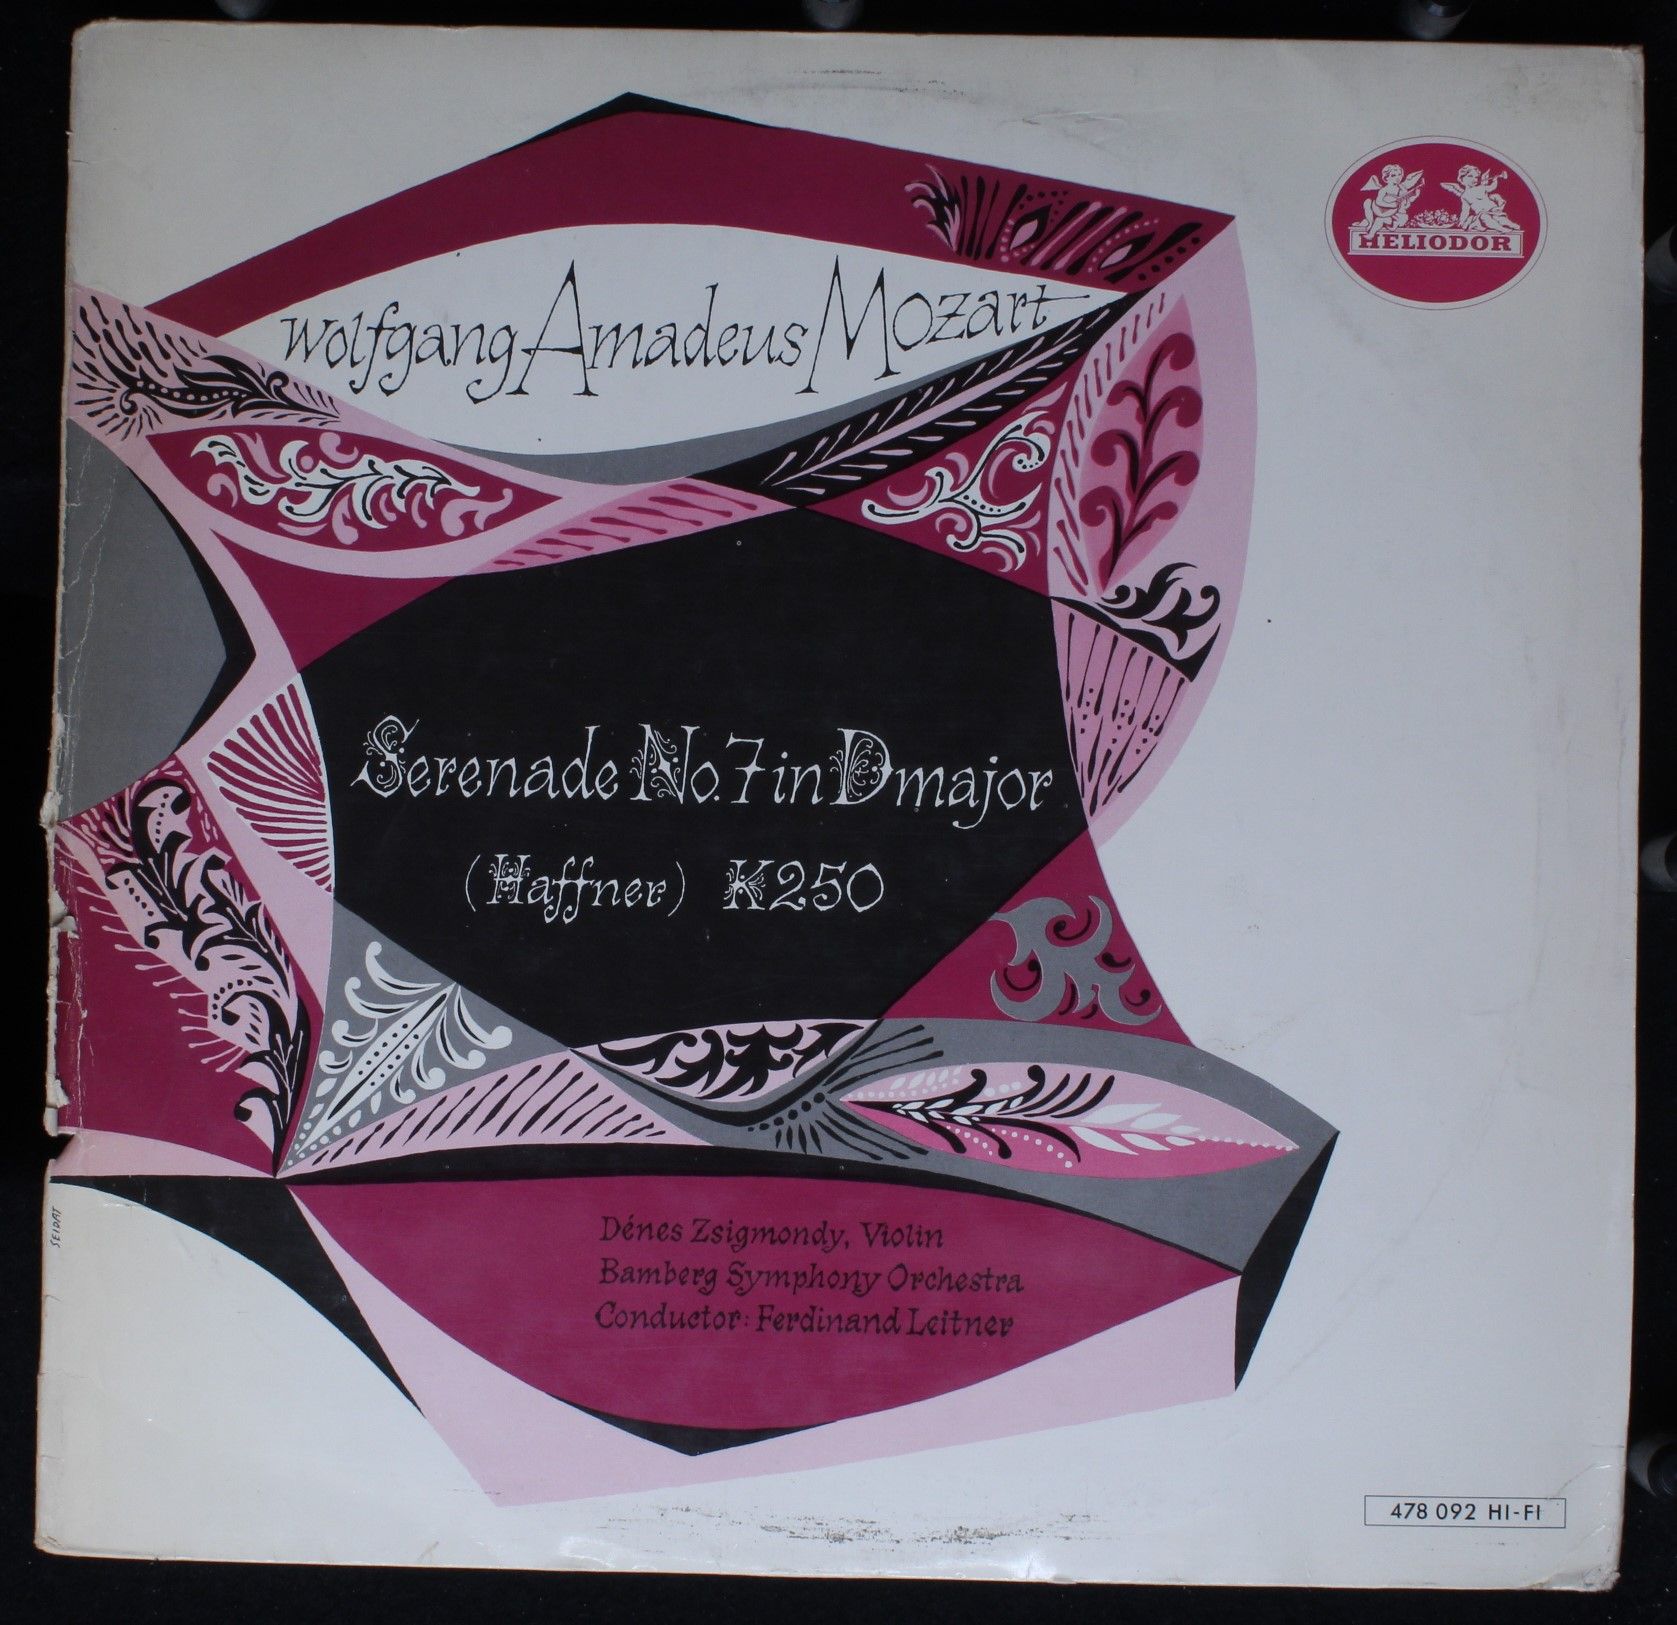 HELIODOR
Wolfgang Amadeus Mozart
Serenade No. 7 in D major
(Haffner) K 250
Dénes Zsigmondy, Violin
Bamberg Symphony Orchestra
Conductor: Ferdinand Leitner
SEIDAT
478 092 HI-FI